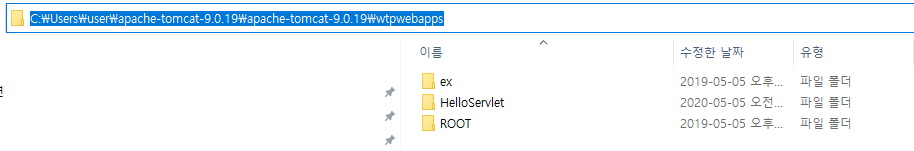 C:₩Users₩user₩apache-tomcat-9.0.19₩apache-tomcat-9.0.19₩wtpwebapps
이름 수정한 날짜 유형
ex 2019-05-05 오후... 파일 폴더
HelloServlet 2020-05-05 오전... 파일 폴더
ROOT 2019-05-05 오후... 파일 폴더